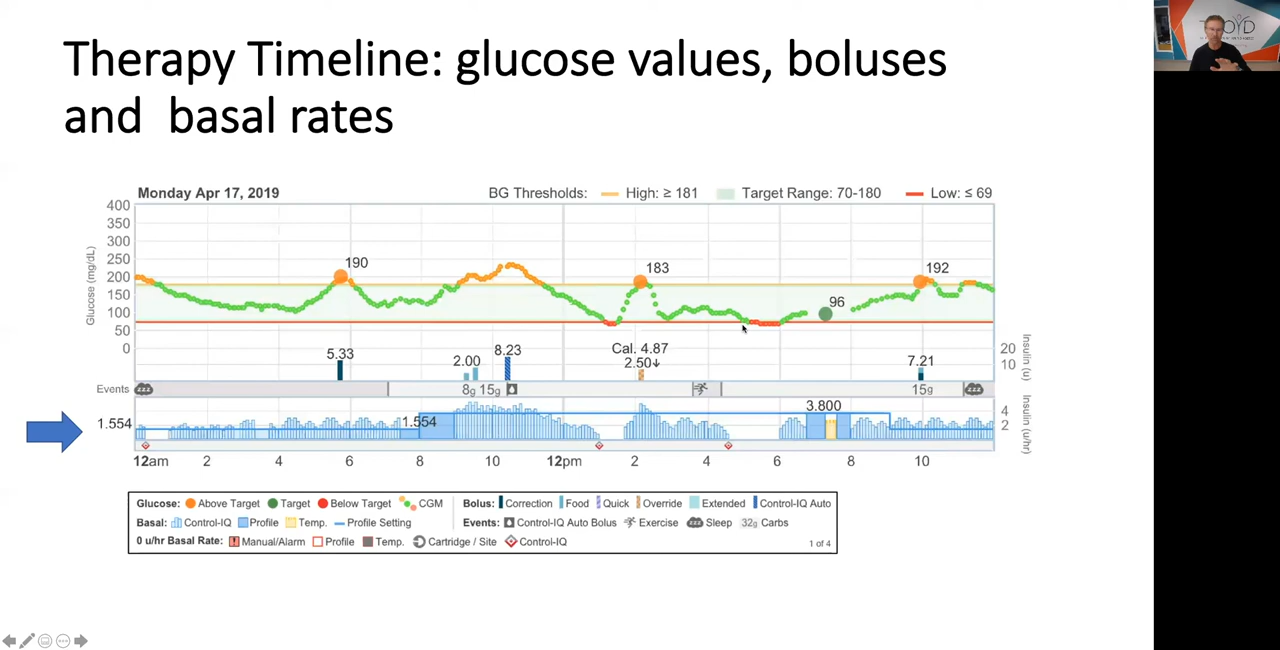 Therapy Timeline: glucose values, boluses
and basal rates
Monday Apr 17, 2019
BG Thresholds: High: ≥ 181 Target Range: 70-180 Low: ≤ 69
Glucose (mg/dL)
400
350
300
250
200
150
100
50
0
190
183
96
192
5.33
2.00
8.23
Cal. 4.87
2.50↓
7.21
20
10
Insulin (u)
Events
8g 15g
15g
1.554
1.554
3.800
4
2
Insulin (u/hr)
12am 2 4 6 8 10 12pm 2 4 6 8 10
Glucose: Above Target Target Below Target CGM
Bolus: Correction Food Quick Override Extended Control-IQ Auto
Basal: Control-IQ Profile Temp. Profile Setting
Events: Control-IQ Auto Bolus Exercise Sleep 32g Carbs
0 u/hr Basal Rate: Manual/Alarm Profile Temp. Cartridge / Site Control-IQ
1 of 4